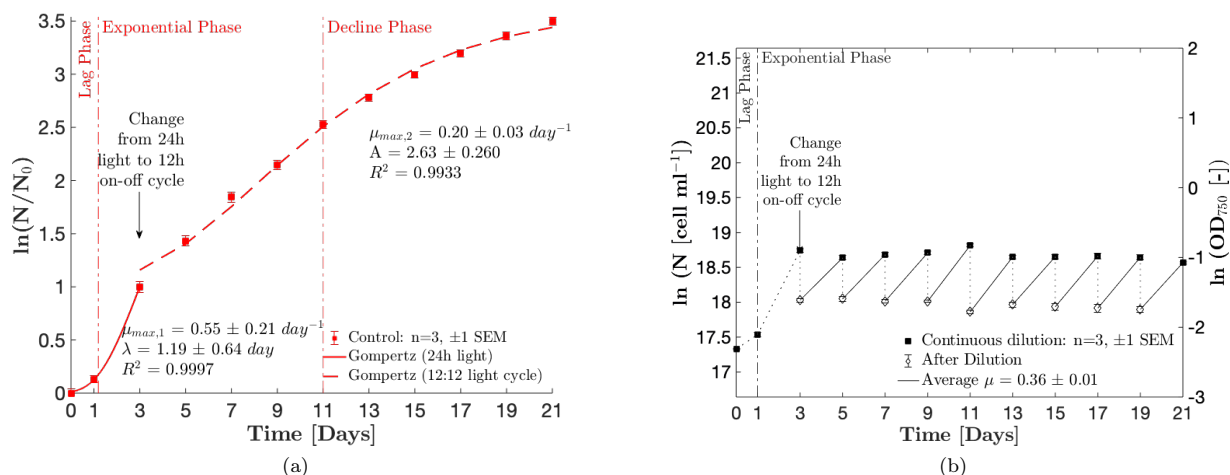 3.5
3
2.5
2
1.5
1
0.5
0
ln(N/N₀)
Lag Phase
Exponential Phase
Decline Phase
Change
from 24h
light to 12h
on-off cycle
μmax,2 = 0.20 ± 0.03 day⁻¹
A = 2.63 ± 0.260
R² = 0.9933
μmax,1 = 0.55 ± 0.21 day⁻¹
λ = 1.19 ± 0.64 day
R² = 0.9997
Control: n=3, ±1 SEM
Gompertz (24h light)
Gompertz (12:12 light cycle)
0 1 3 5 7 9 11 13 15 17 19 21
Time [Days]
(a)
21.5
21
20.5
20
19.5
19
18.5
18
17.5
17
ln (N [cell ml⁻¹])
Lag Phase
Exponential Phase
Change
from 24h
light to 12h
on-off cycle
Continuous dilution: n=3, ±1 SEM
After Dilution
Average μ = 0.36 ± 0.01
2
1
0
-1
-2
-3
ln (OD₇₅₀ [-])
0 1 3 5 7 9 11 13 15 17 19 21
Time [Days]
(b)